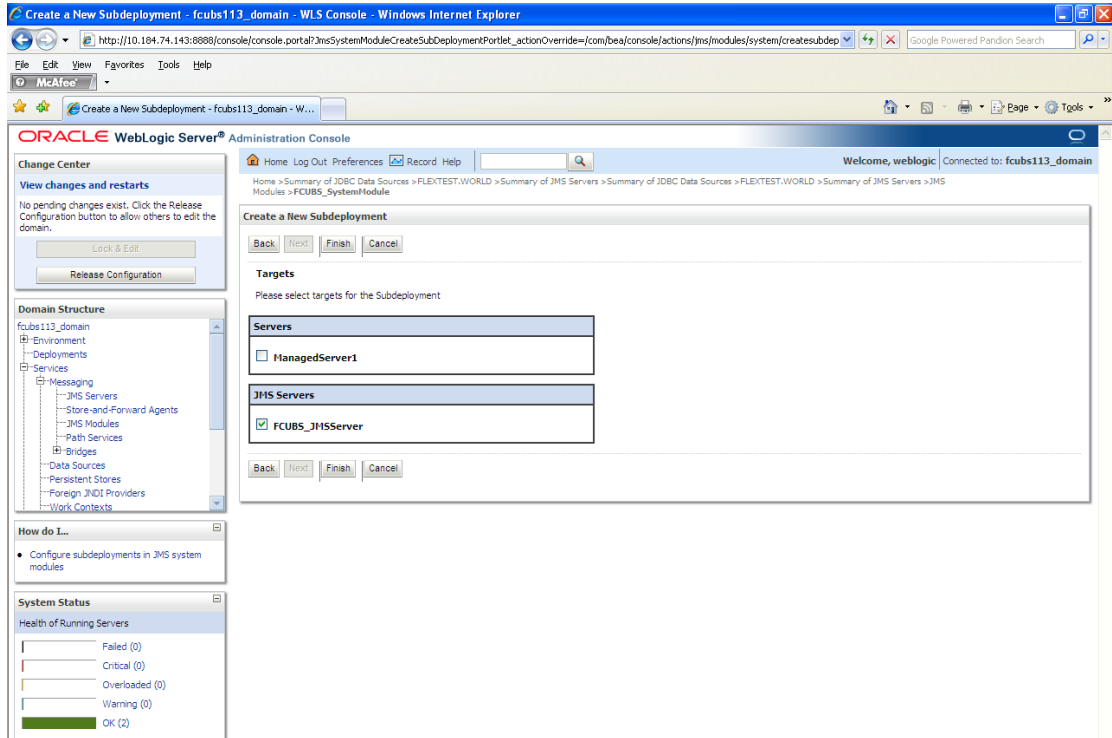 Create a New Subdeployment - fcubs113_domain - WLS Console - Windows Internet Explorer
http://10.184.74.143:8888/console/console.portal?JmsSystemModuleCreateSubDeploymentPortlet_actionOverride=/com/bea/console/actions/jms/modules/system/createsubdep
Google Powered Pandion Search
File Edit View Favorites Tools Help
McAfee
Create a New Subdeployment - fcubs113_domain - W...
Page Tools »
ORACLE WebLogic Server® Administration Console
Change Center
View changes and restarts
No pending changes exist. Click the Release
Configuration button to allow others to edit the
domain.
Lock & Edit
Release Configuration
Domain Structure
fcubs113_domain
Environment
Deployments
Services
Messaging
JMS Servers
Store-and-Forward Agents
JMS Modules
Path Services
Bridges
Data Sources
Persistent Stores
Foreign JNDI Providers
Work Contexts
How do I...
Configure subdeployments in JMS system
modules
System Status
Health of Running Servers
Failed (0)
Critical (0)
Overloaded (0)
Warning (0)
OK (2)
Home Log Out Preferences Record Help
Welcome, weblogic Connected to: fcubs113_domain
Home >Summary of JDBC Data Sources >FLEXTEST.WORLD >Summary of JMS Servers >Summary of JDBC Data Sources >FLEXTEST.WORLD >Summary of JMS Servers >JMS
Modules >FCUBS_SystemModule
Create a New Subdeployment
Back Next Finish Cancel
Targets
Please select targets for the Subdeployment
Servers
ManagedServer1
JMS Servers
FCUBS_JMSServer
Back Next Finish Cancel